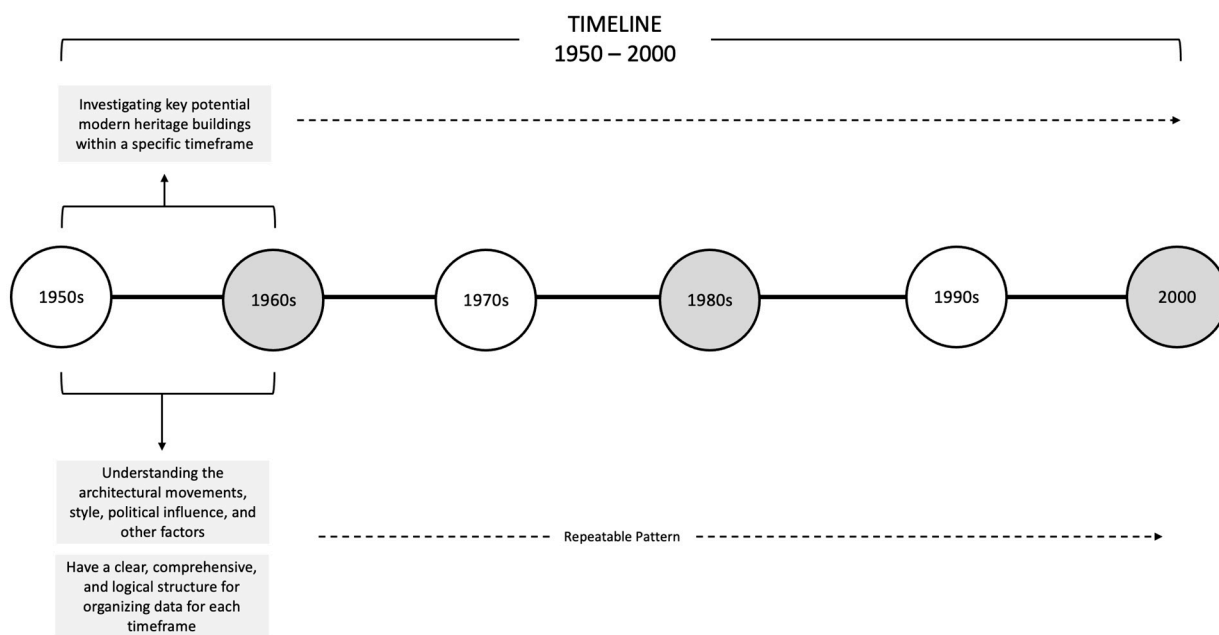 TIMELINE
1950 – 2000
Investigating key potential
modern heritage buildings
within a specific timeframe
1950s
1960s
1970s
1980s
1990s
2000
Understanding the
architectural movements,
style, political influence, and
other factors
Repeatable Pattern
Have a clear, comprehensive,
and logical structure for
organizing data for each
timeframe